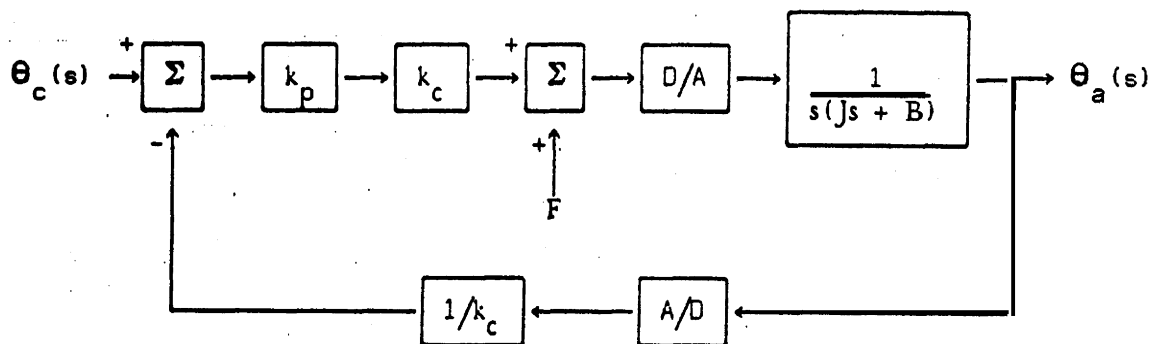 + + 1
θc(s) Σ kp kc Σ D/A s(Js + B) θa(s)
- +
F
1/kc A/D